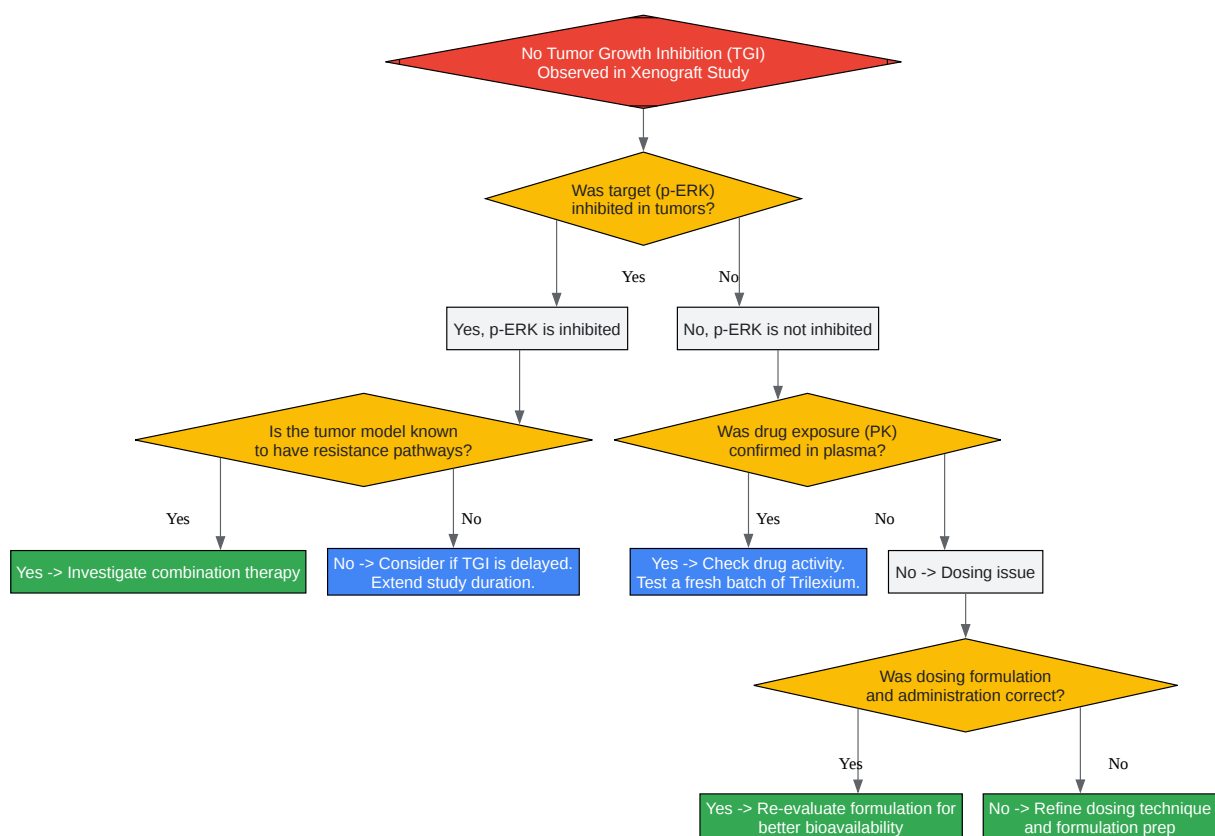 No Tumor Growth Inhibition (TGI)
Observed in Xenograft Study
Was target (p-ERK)
inhibited in tumors?
Yes
No
Yes, p-ERK is inhibited
No, p-ERK is not inhibited
Is the tumor model known
to have resistance pathways?
Was drug exposure (PK)
confirmed in plasma?
Yes
No
Yes
No
Yes -> Investigate combination therapy
No -> Consider if TGI is delayed.
Extend study duration.
Yes -> Check drug activity.
Test a fresh batch of Trilexium.
No -> Dosing issue
Was dosing formulation
and administration correct?
Yes
No
Yes -> Re-evaluate formulation for
better bioavailability
No -> Refine dosing technique
and formulation prep